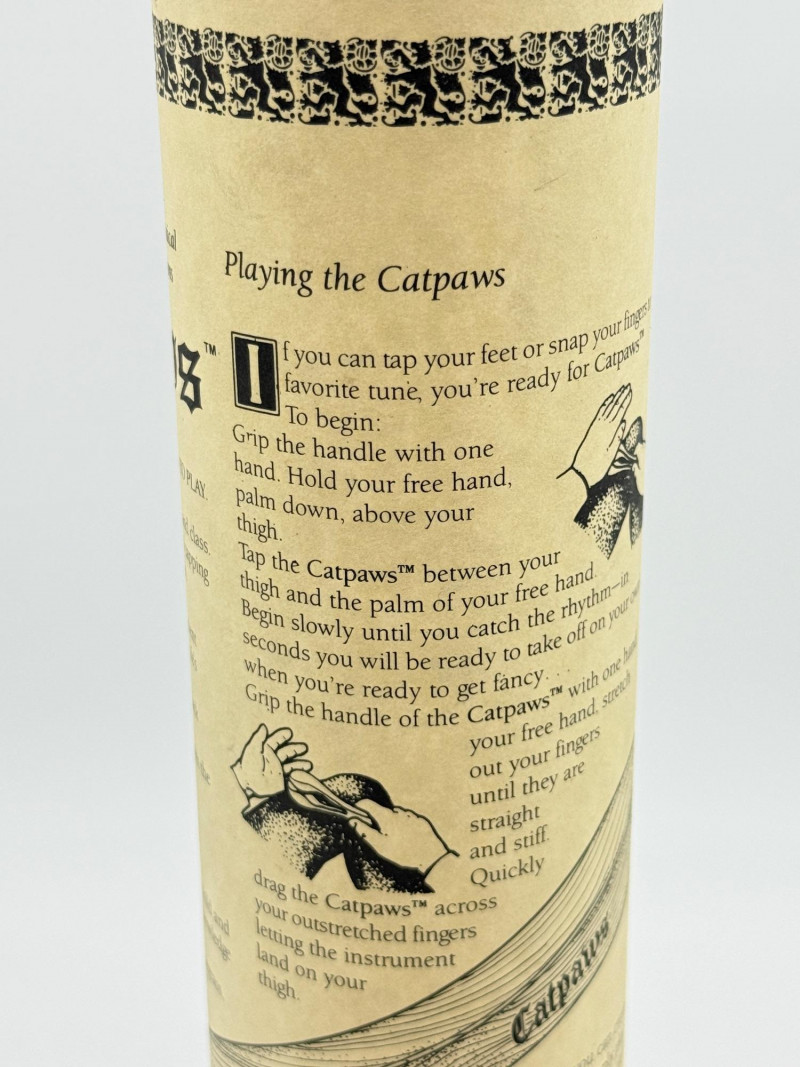 Playing the Catpaws
If you can tap your feet or snap your fingers
favorite tune, you're ready for Catpaws™
To begin:
Grip the handle with one
hand. Hold your free hand,
palm down, above your
thigh.
Tap the Catpaws™ between your
thigh and the palm of your free hand.
Begin slowly until you catch the rhythm—in
seconds you will be ready to take off on your
when you're ready to get fancy. . .
Grip the handle of the Catpaws™ with one hand
your free hand, stretch
out your fingers
until they are
straight
and stiff.
Quickly
drag the Catpaws™ across
your outstretched fingers
letting the instrument
land on your
thigh.
Catpaws
™
PLAY.
class.
and